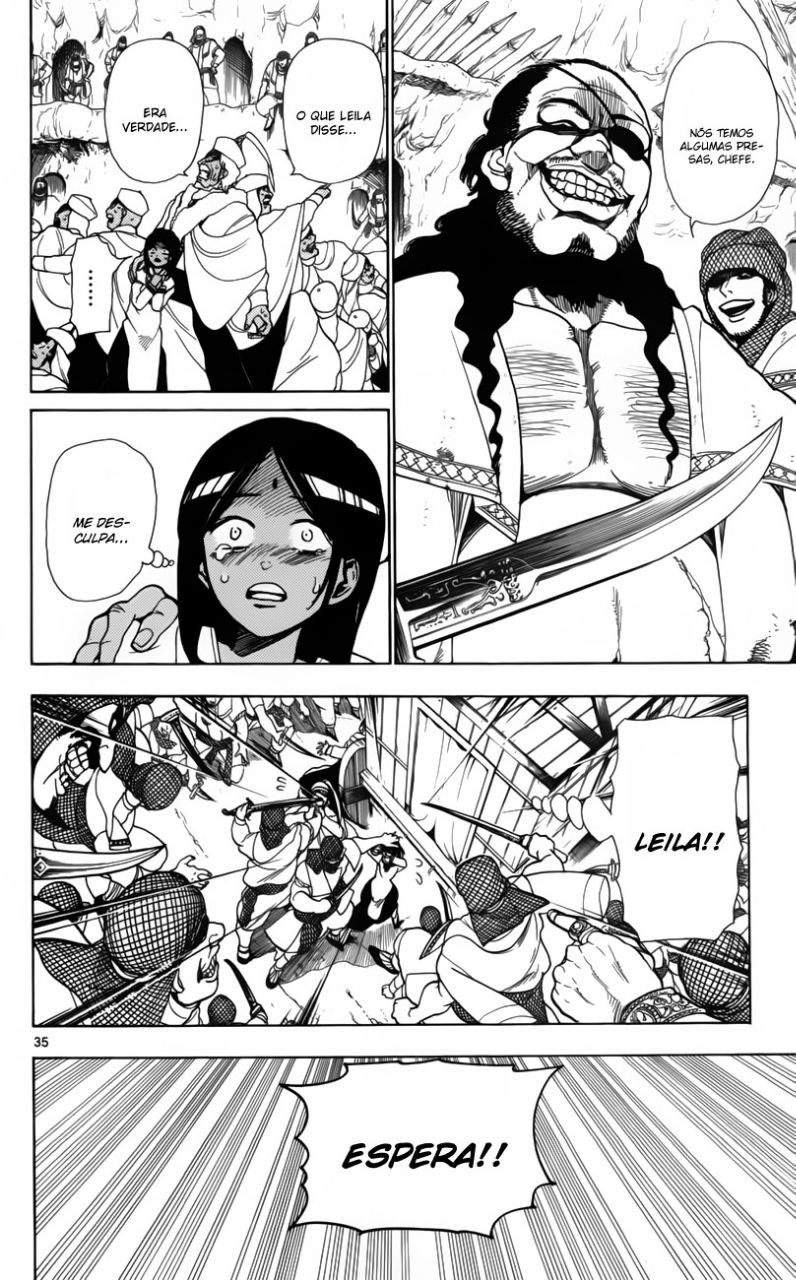 NÓS TEMOS
ALGUMAS PRE-
SAS, CHEFE.
O QUE LEILA
DISSE...
ERA
VERDADE...
......
ME DES-
CULPA...
LEILA!!
35
ESPERA!!